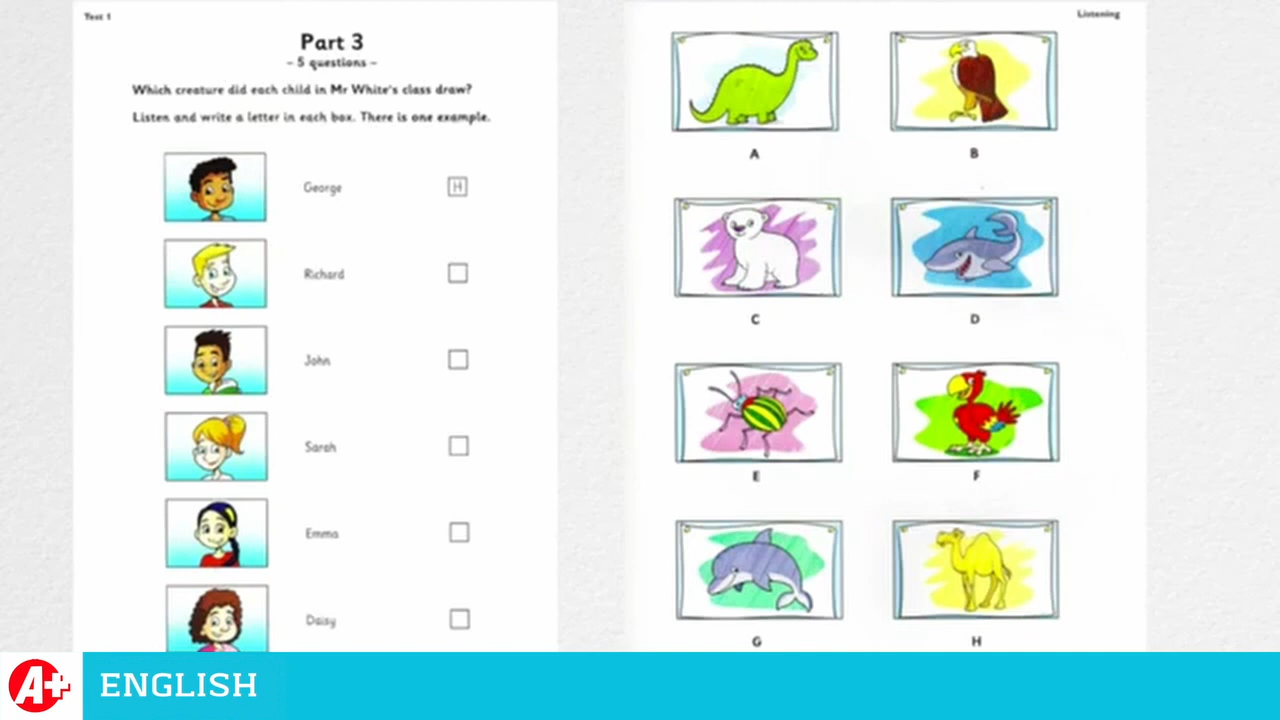 Test 1
Part 3
– 5 questions –
Which creature did each child in Mr White's class draw?
Listen and write a letter in each box. There is one example.
George
H
Richard
John
Sarah
Emma
Daisy
Listening
A
B
C
D
E
F
G
H
A+
ENGLISH